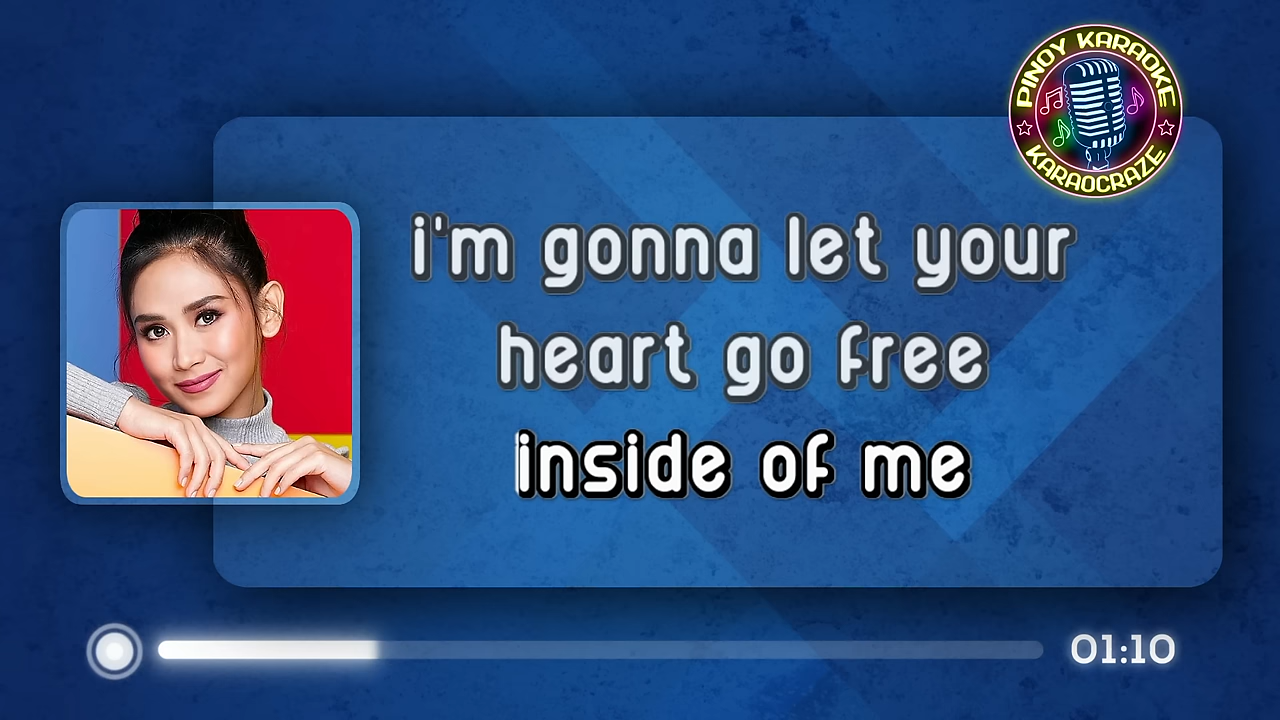 PINOY KARAOKE
KARAOCRAZE
i'm gonna let your
heart go free
inside of me
01:10